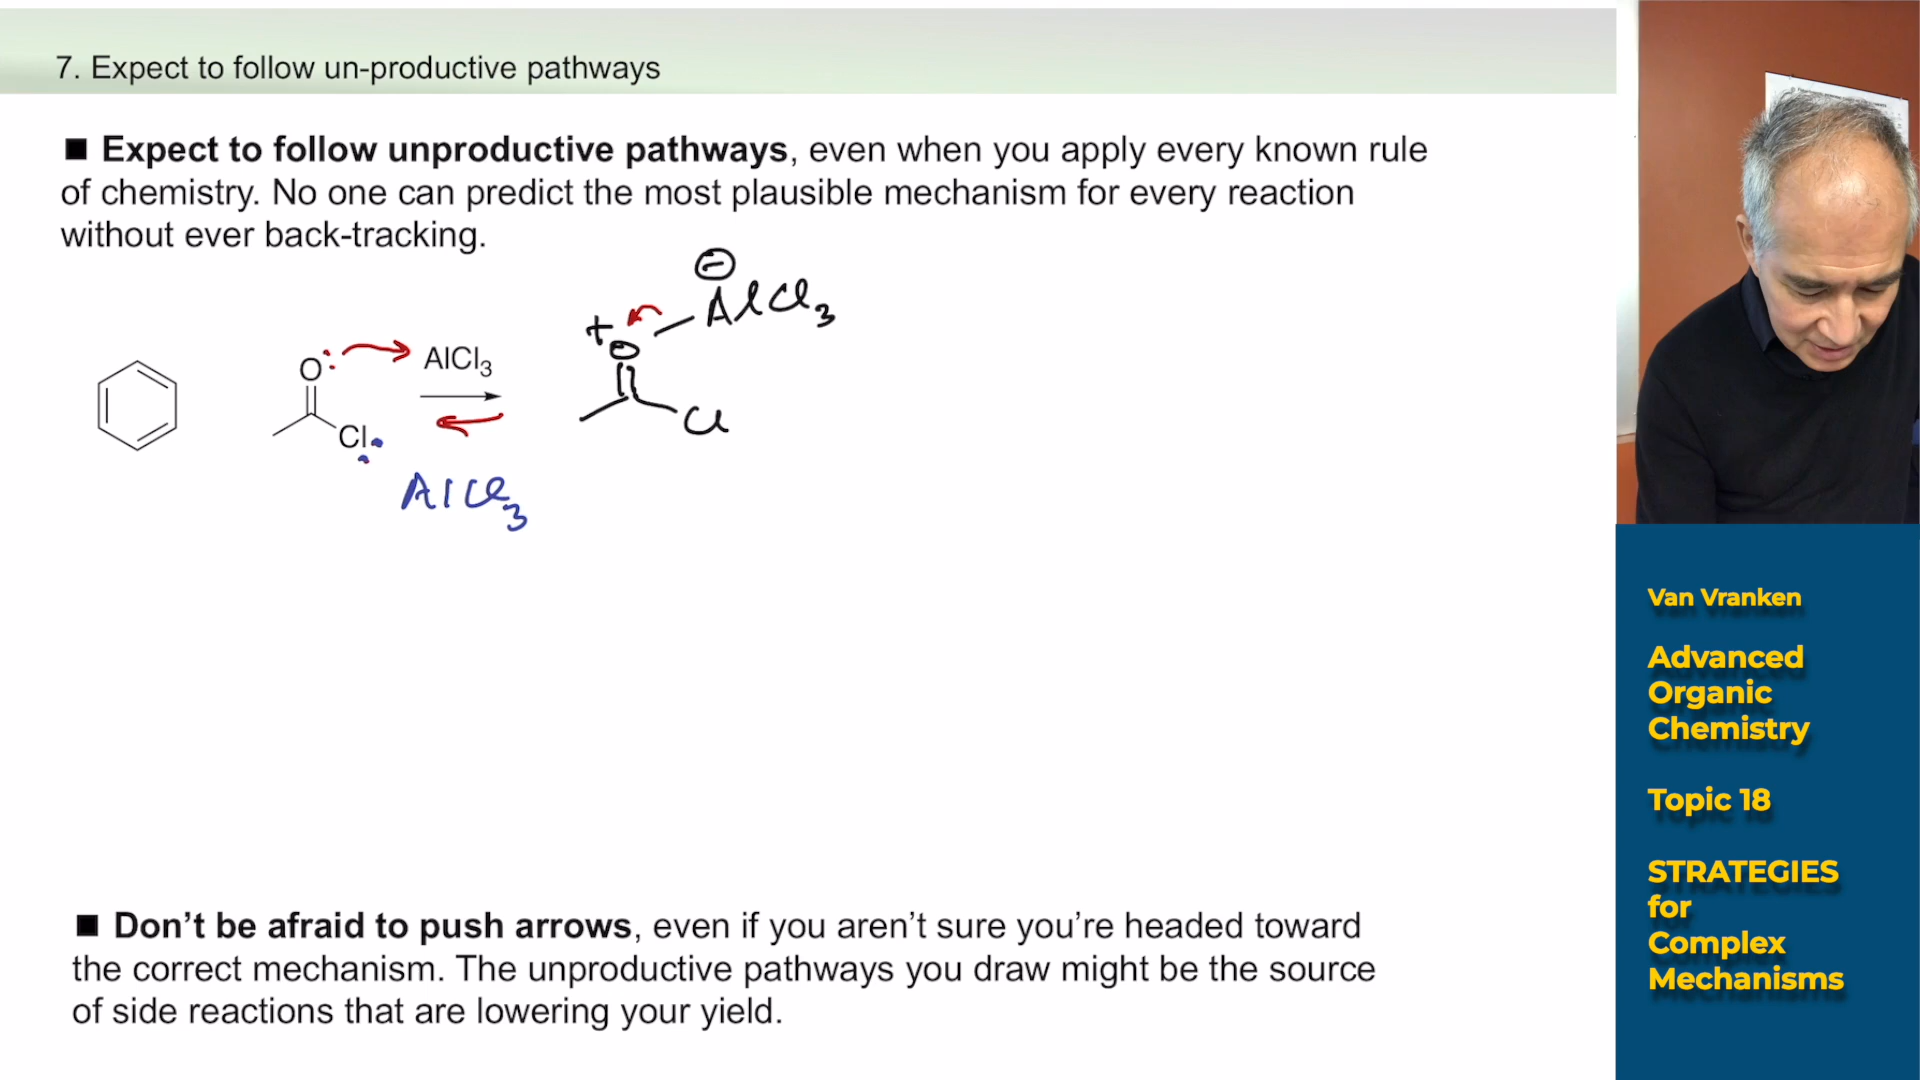 7. Expect to follow un-productive pathways
■ Expect to follow unproductive pathways, even when you apply every known rule
of chemistry. No one can predict the most plausible mechanism for every reaction
without ever back-tracking.
O:
AlCl₃
Cl
AlCl₃
⊖
AlCl₃
+
O
Cl
■ Don’t be afraid to push arrows, even if you aren’t sure you’re headed toward
the correct mechanism. The unproductive pathways you draw might be the source
of side reactions that are lowering your yield.
Van Vranken
Advanced
Organic
Chemistry
Topic 18
STRATEGIES
for
Complex
Mechanisms